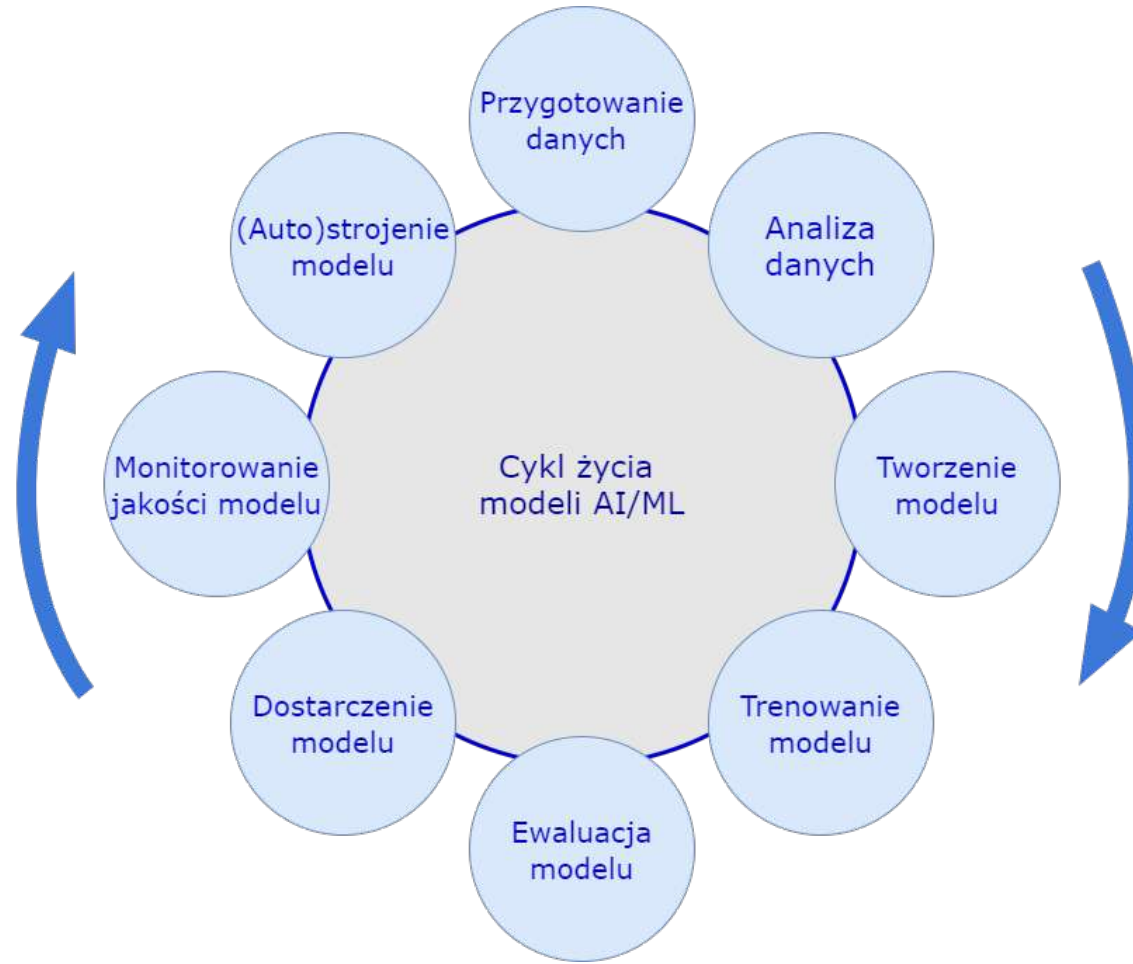 Przygotowanie
danych
Analiza
danych
Tworzenie
modelu
Trenowanie
modelu
Ewaluacja
modelu
Dostarczenie
modelu
Monitorowanie
jakości modelu
(Auto)strojenie
modelu
Cykl życia
modeli AI/ML